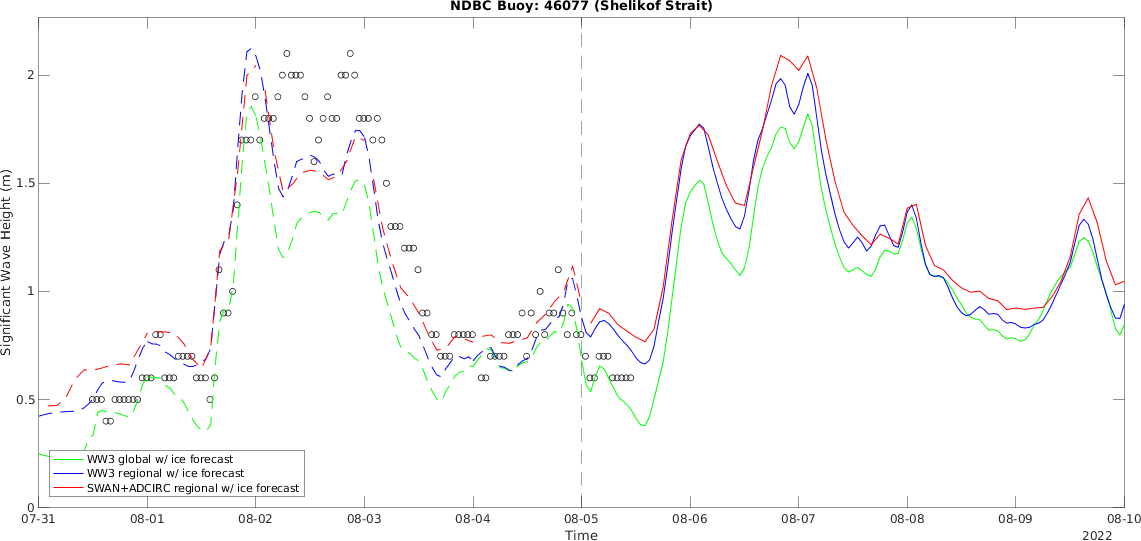 NDBC Buoy: 46077 (Shelikof Strait)
Significant Wave Height (m)
2
1.5
1
0.5
0
WW3 global w/ ice forecast
WW3 regional w/ ice forecast
SWAN+ADCIRC regional w/ ice forecast
07-31 08-01 08-02 08-03 08-04 08-05 08-06 08-07 08-08 08-09 08-10
Time
2022